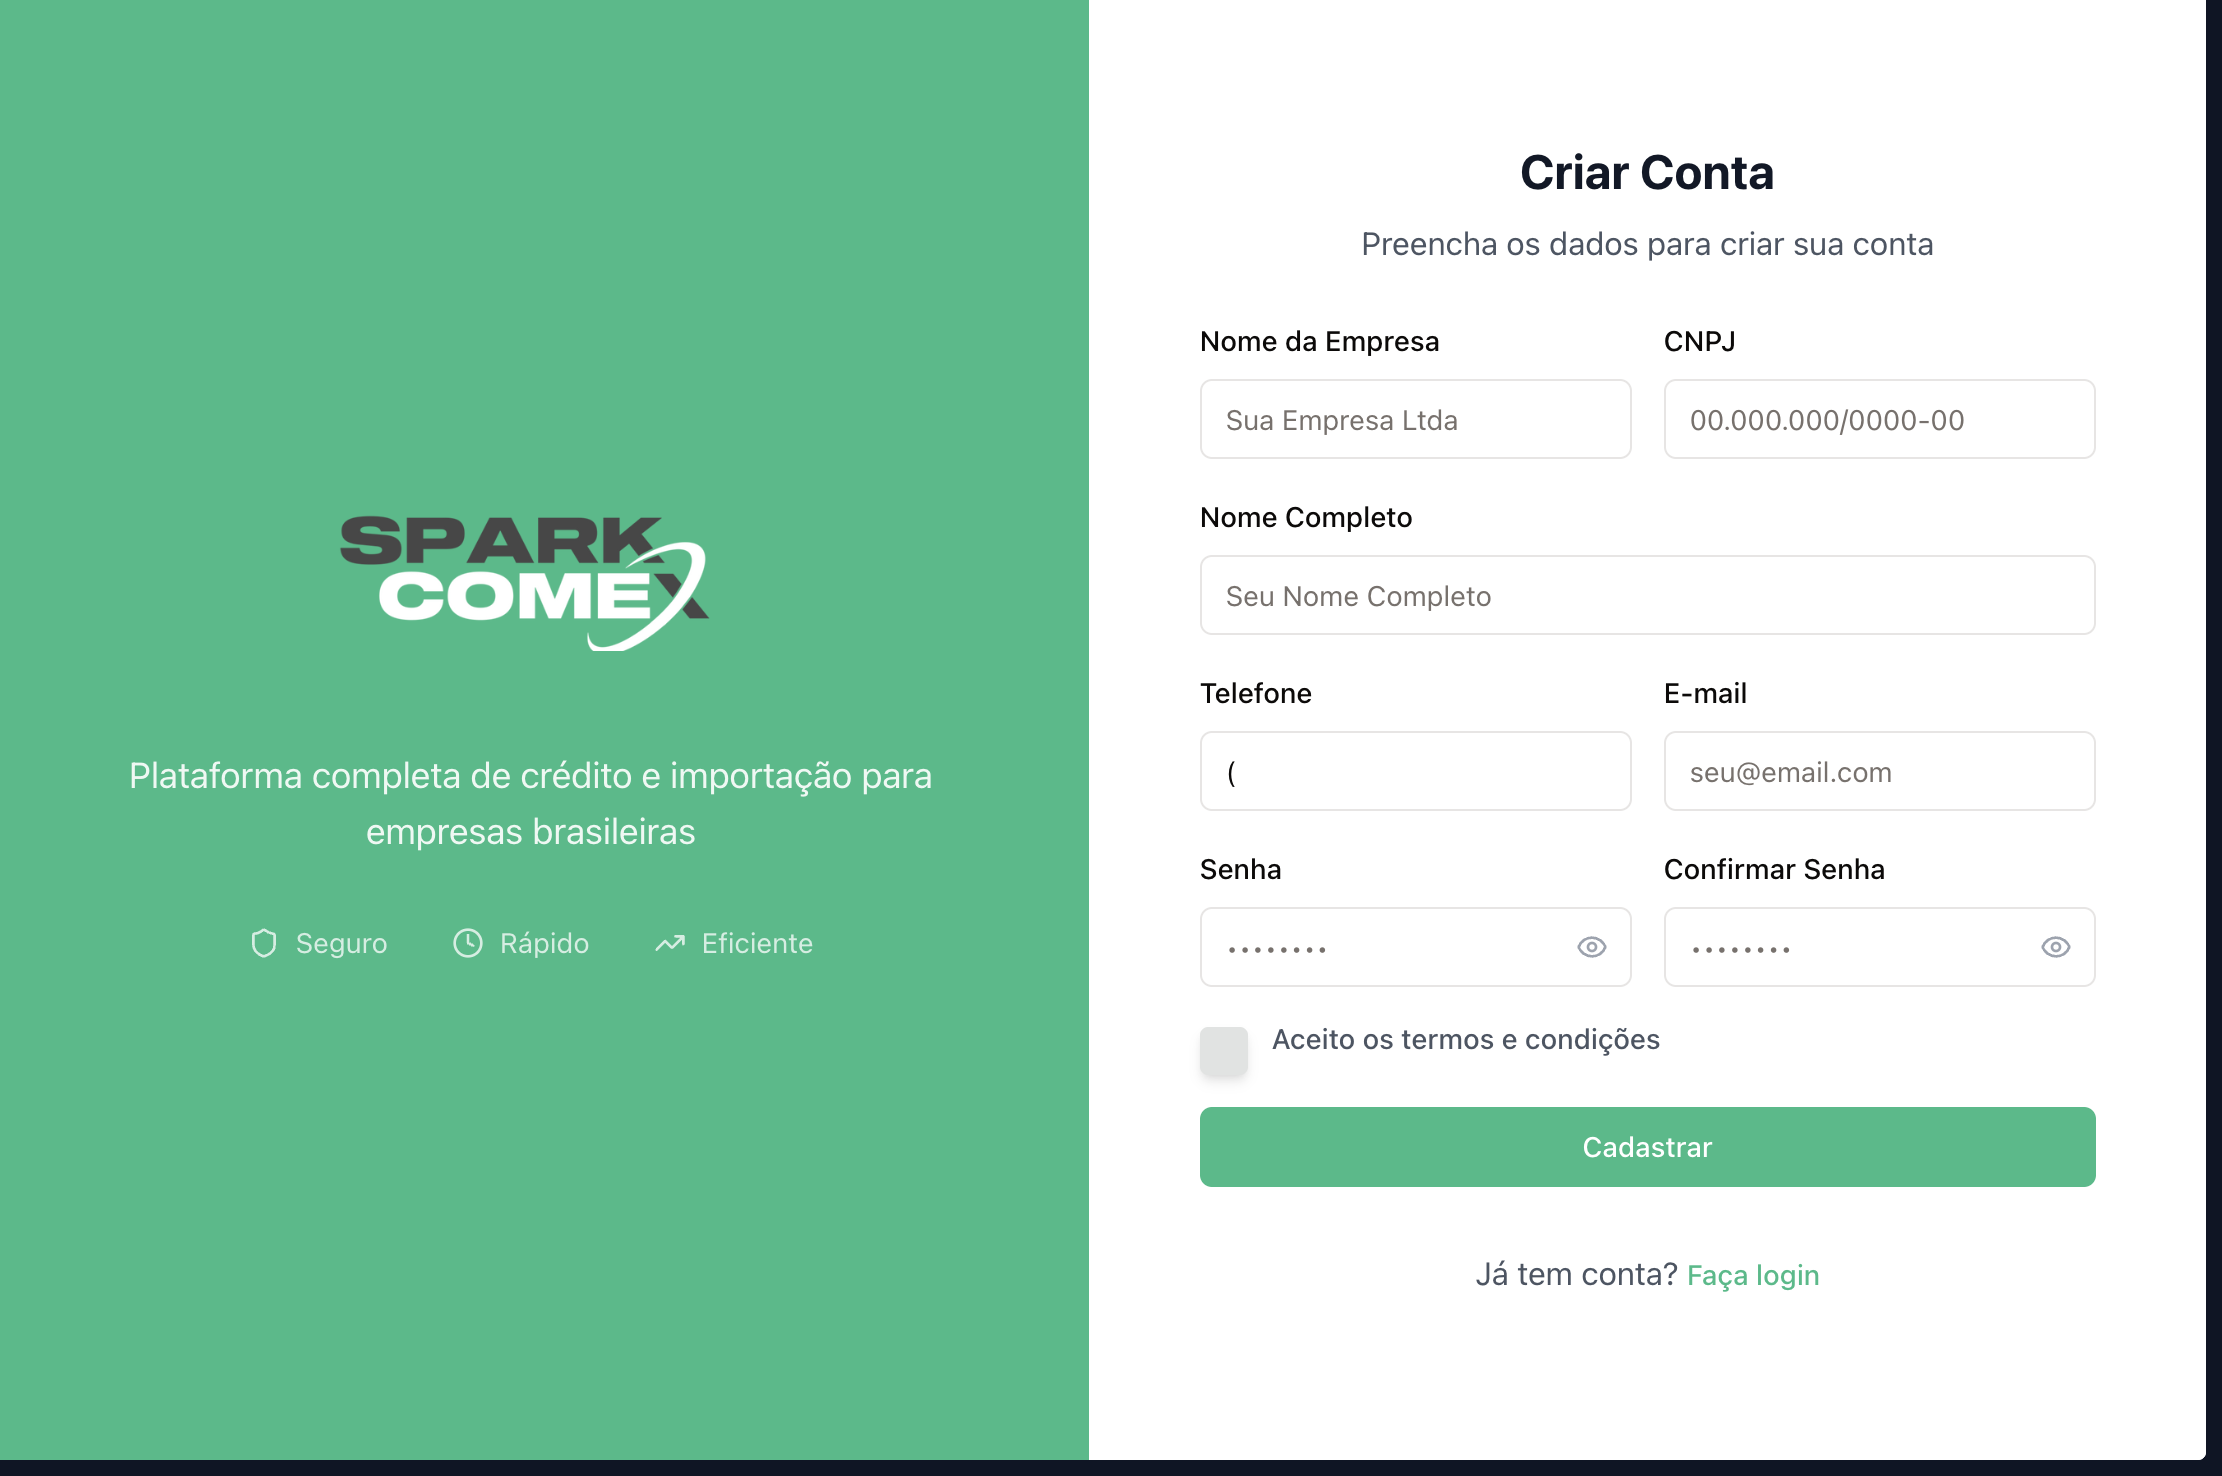 SPARK
COMEX
Plataforma completa de crédito e importação para
empresas brasileiras
Seguro Rápido Eficiente
Criar Conta
Preencha os dados para criar sua conta
Nome da Empresa CNPJ
Sua Empresa Ltda 00.000.000/0000-00
Nome Completo
Seu Nome Completo
Telefone E-mail
( seu@email.com
Senha Confirmar Senha
•••••••• ••••••••
Aceito os termos e condições
Cadastrar
Já tem conta? Faça login